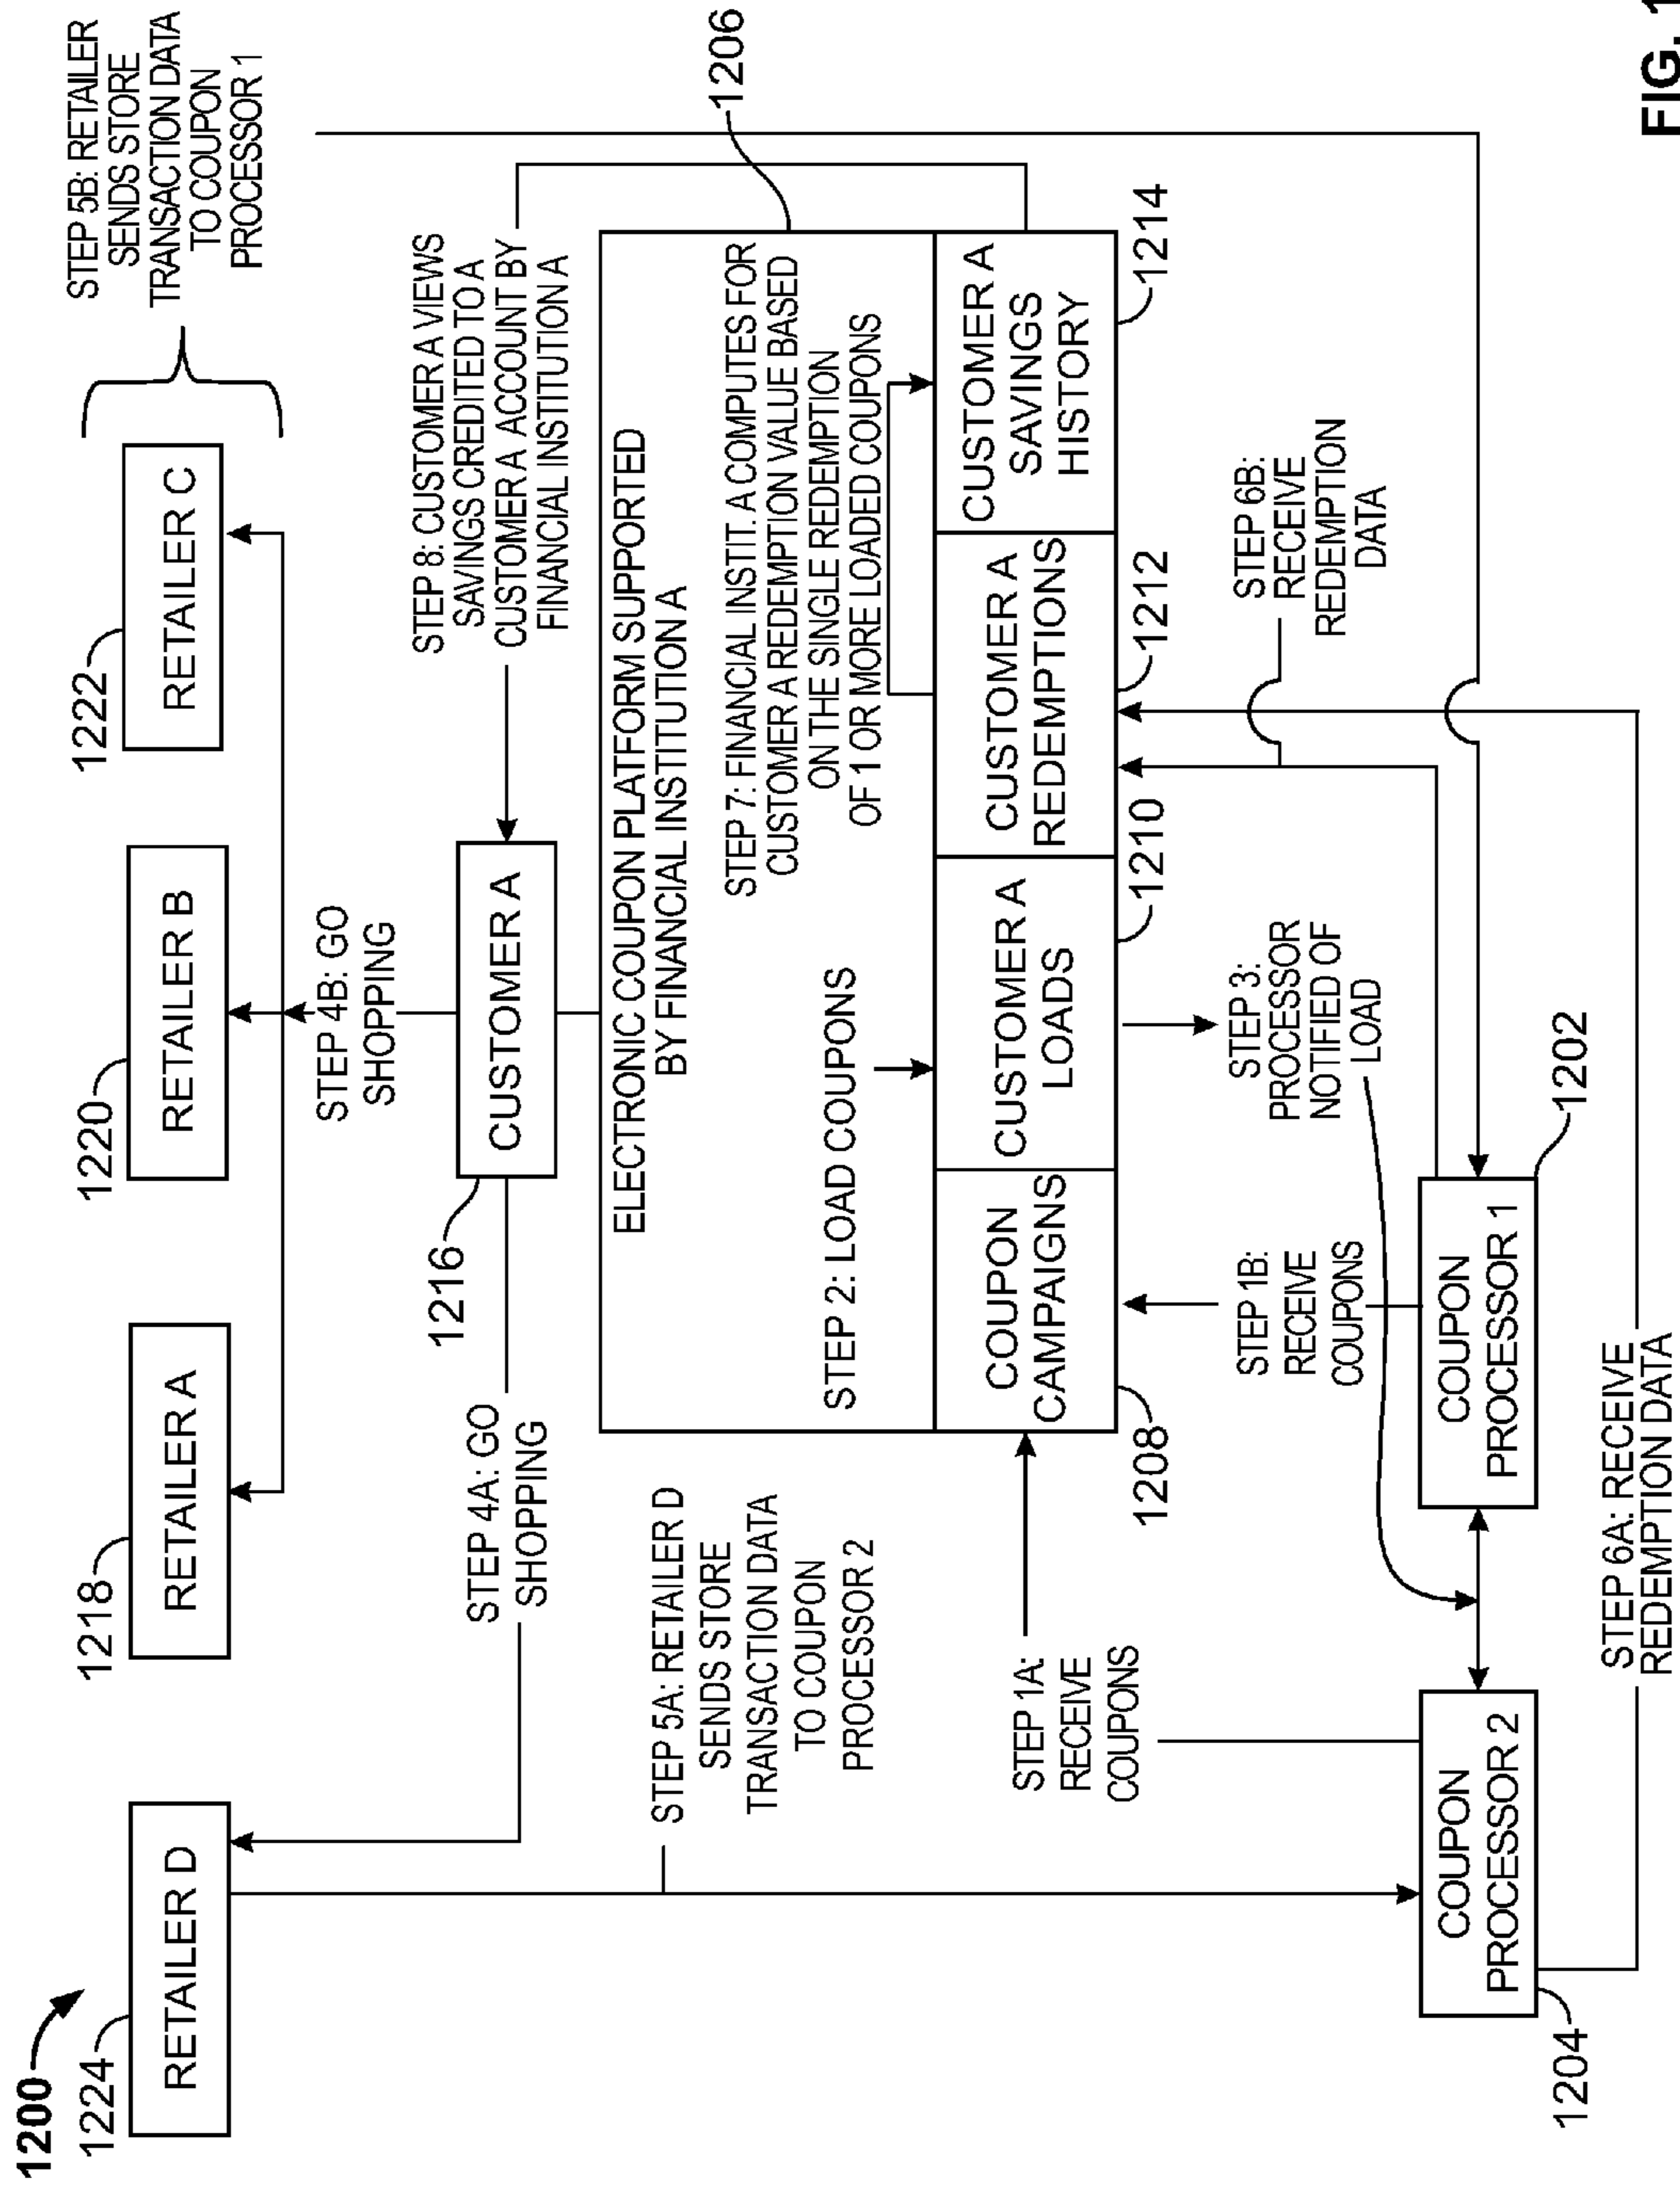 1200
1224
RETAILER D
1218
RETAILER A
1220
RETAILER B
1222
RETAILER C
STEP 5B: RETAILER
SENDS STORE
TRANSACTION DATA
TO COUPON
PROCESSOR 1
STEP 4B: GO
SHOPPING
STEP 4A: GO
SHOPPING
1216
CUSTOMER A
STEP 8: CUSTOMER A VIEWS
SAVINGS CREDITED TO A
CUSTOMER A ACCOUNT BY
FINANCIAL INSTITUTION A
1206
STEP 5A: RETAILER D
SENDS STORE
TRANSACTION DATA
TO COUPON
PROCESSOR 2
ELECTRONIC COUPON PLATFORM SUPPORTED
BY FINANCIAL INSTITUTION A
STEP 2: LOAD COUPONS
STEP 7: FINANCIAL INSTIT. A COMPUTES FOR
CUSTOMER A REDEMPTION VALUE BASED
ON THE SINGLE REDEMPTION
OF 1 OR MORE LOADED COUPONS
COUPON
CAMPAIGNS
CUSTOMER A
LOADS
CUSTOMER A
REDEMPTIONS
CUSTOMER A
SAVINGS
HISTORY
1208
1210
1212
1214
STEP 1A:
RECEIVE
COUPONS
STEP 1B:
RECEIVE
COUPONS
STEP 3:
PROCESSOR
NOTIFIED OF
LOAD
STEP 6B:
RECEIVE
REDEMPTION
DATA
COUPON
PROCESSOR 2
1204
COUPON
PROCESSOR 1
1202
STEP 6A: RECEIVE
REDEMPTION DATA
FIG. 1